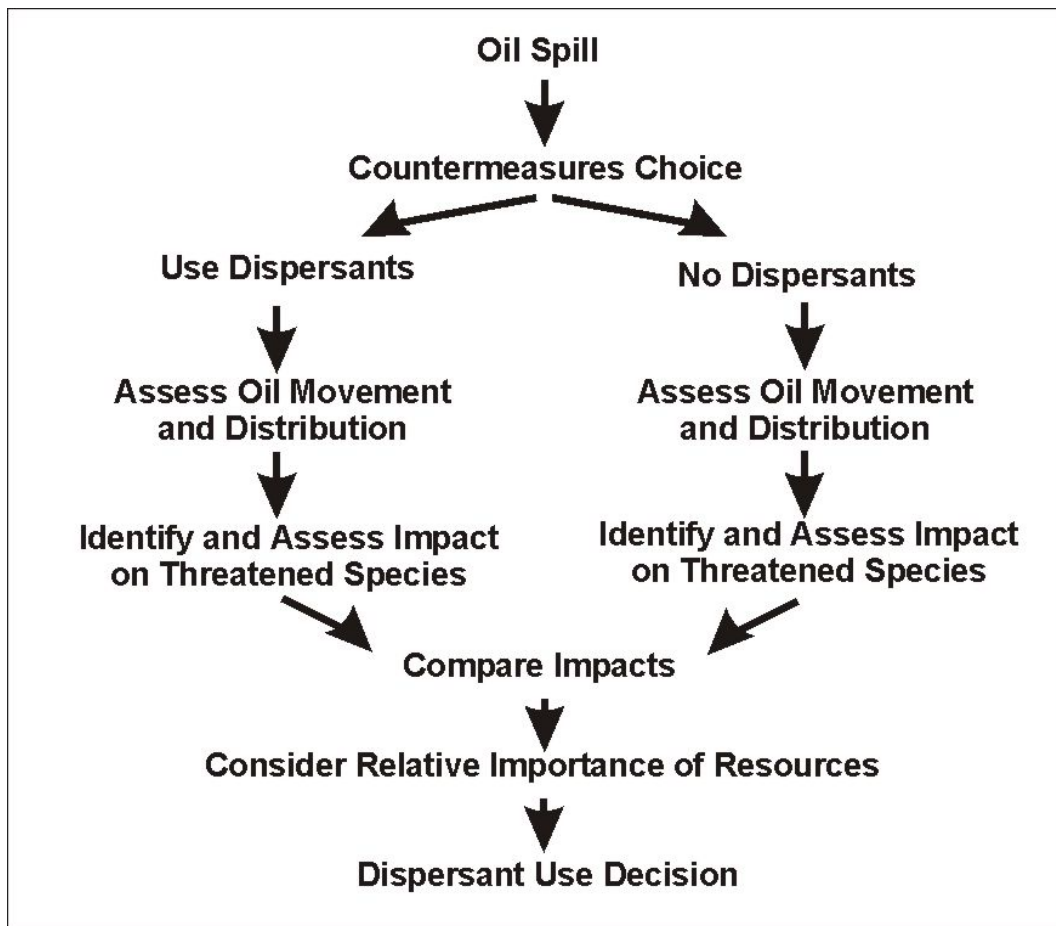 Oil Spill
Countermeasures Choice
Use Dispersants
No Dispersants
Assess Oil Movement
and Distribution
Assess Oil Movement
and Distribution
Identify and Assess Impact
on Threatened Species
Identify and Assess Impact
on Threatened Species
Compare Impacts
Consider Relative Importance of Resources
Dispersant Use Decision